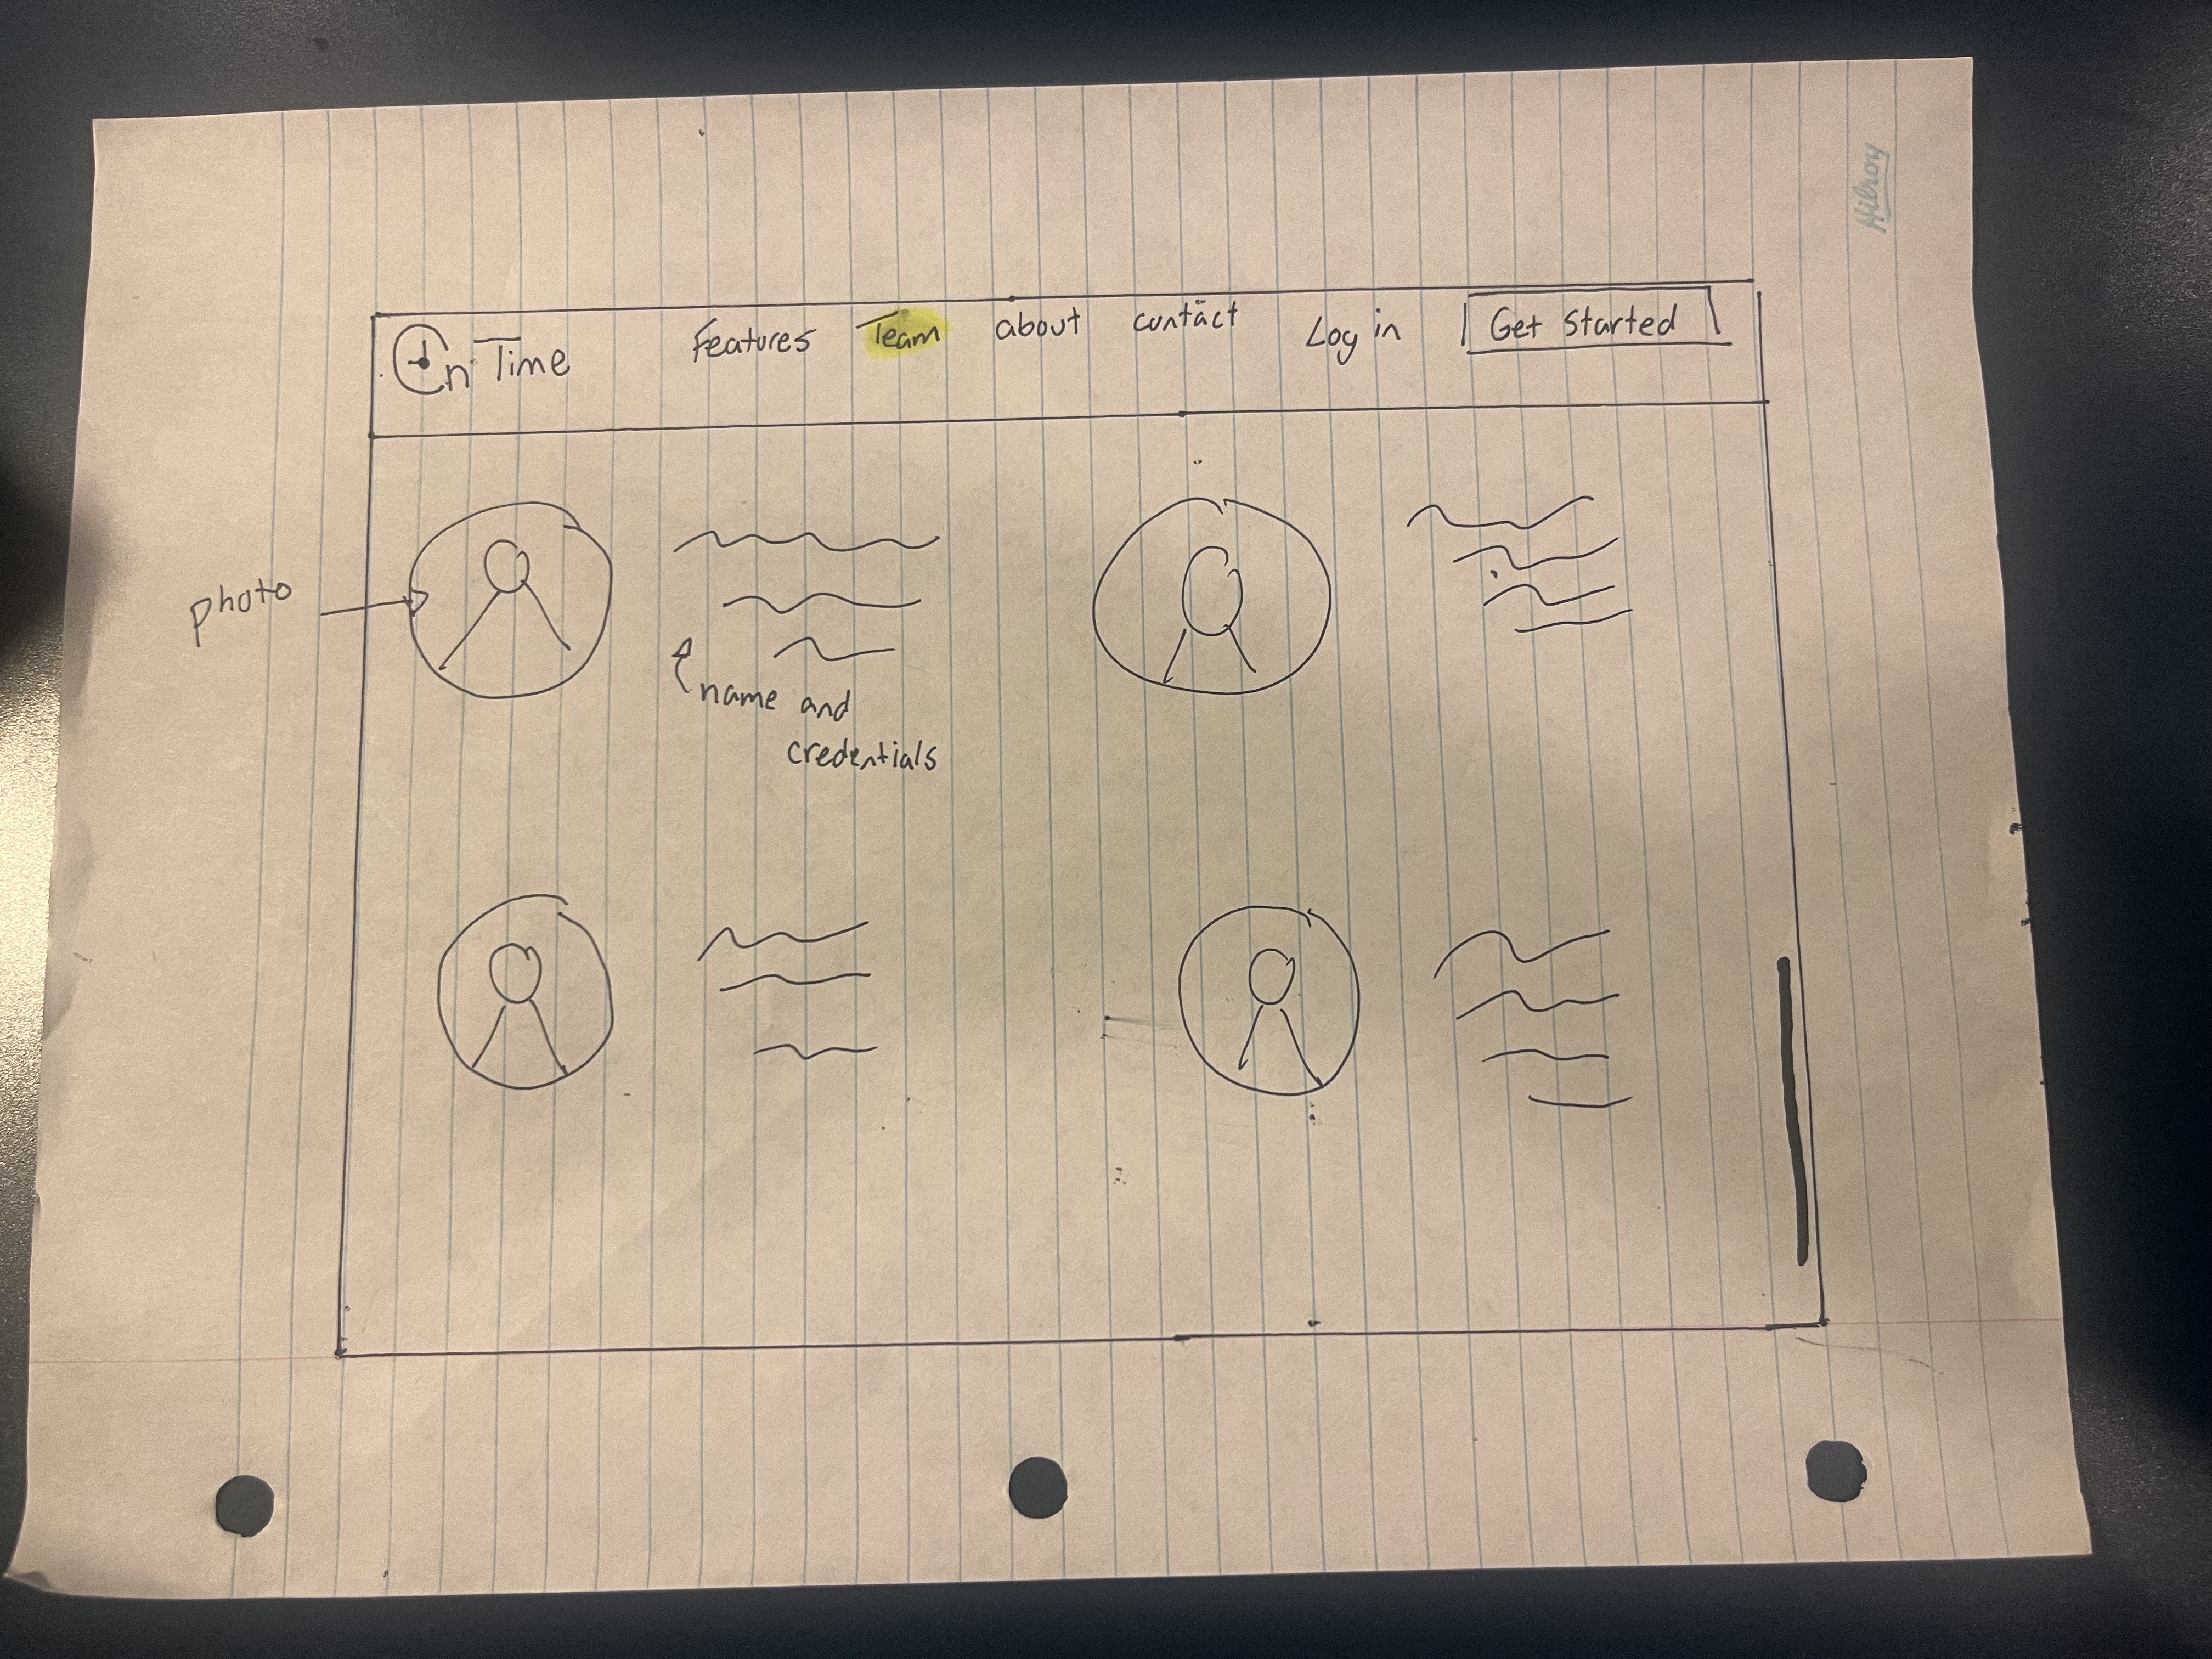 Hilroy
On Time
Features Team about contact Log in Get Started
photo
name and
credentials